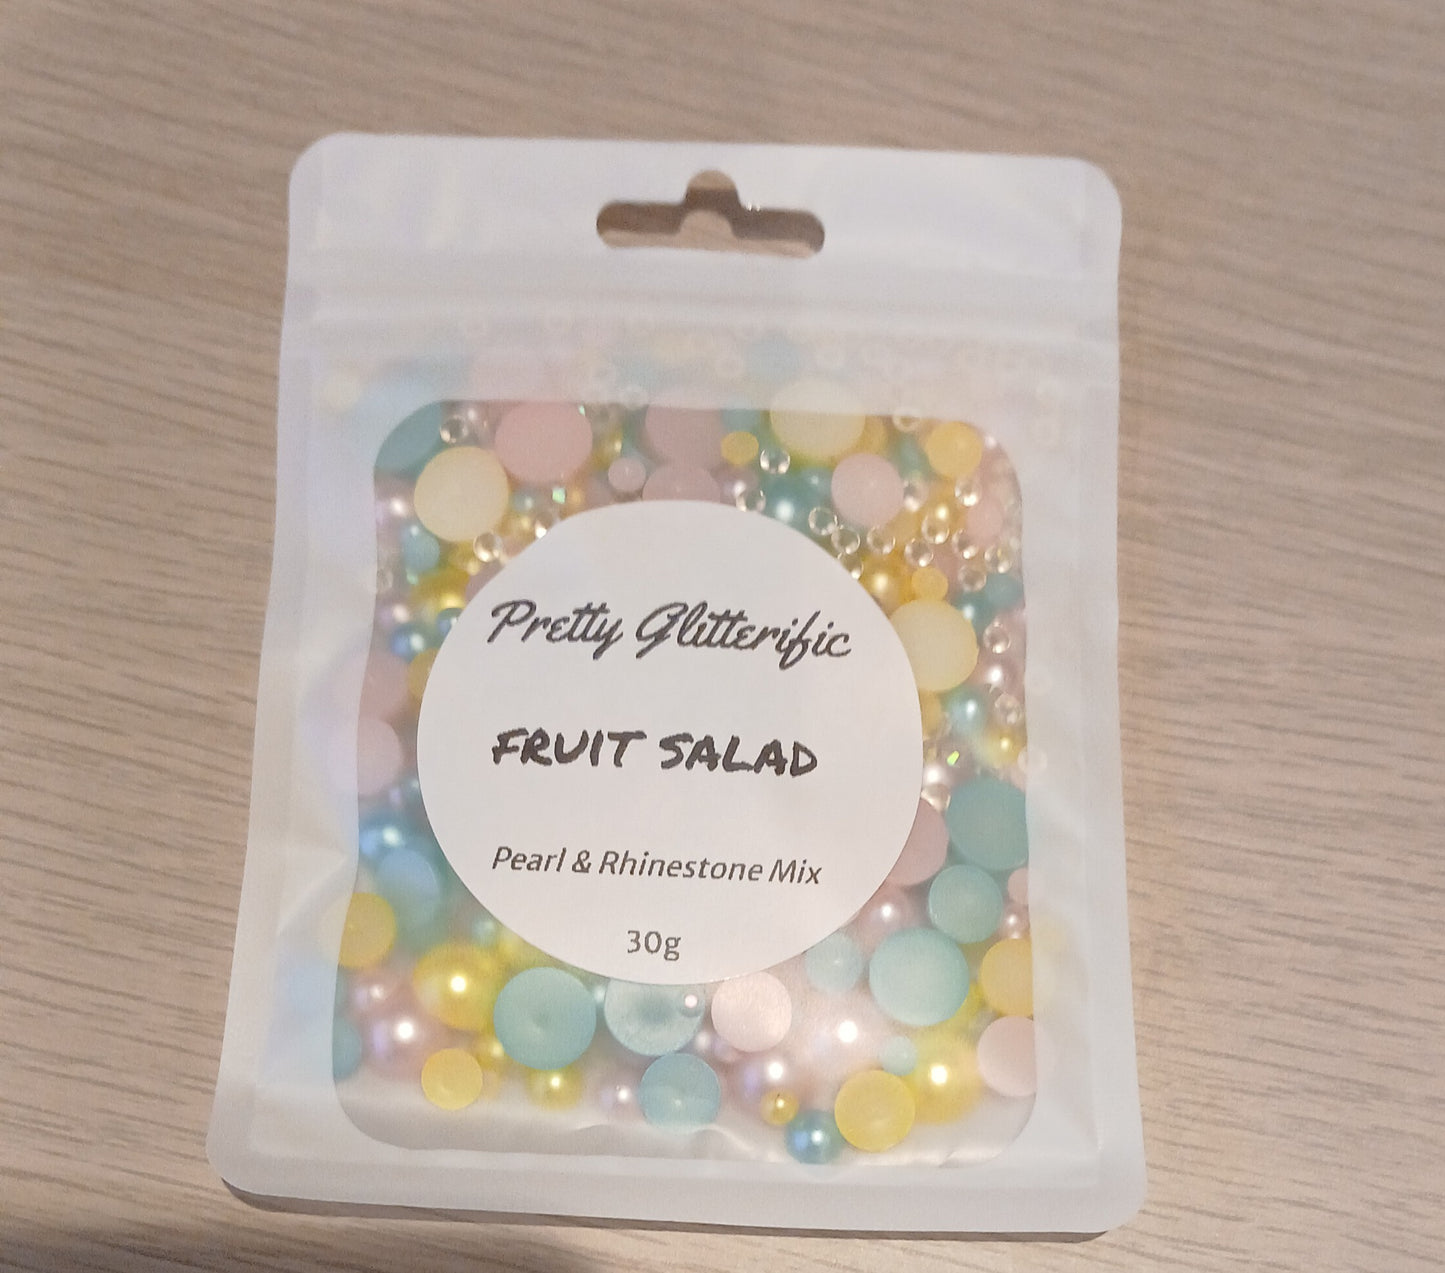 Pretty Glitterific
FRUIT SALAD
Pearl & Rhinestone Mix
30g